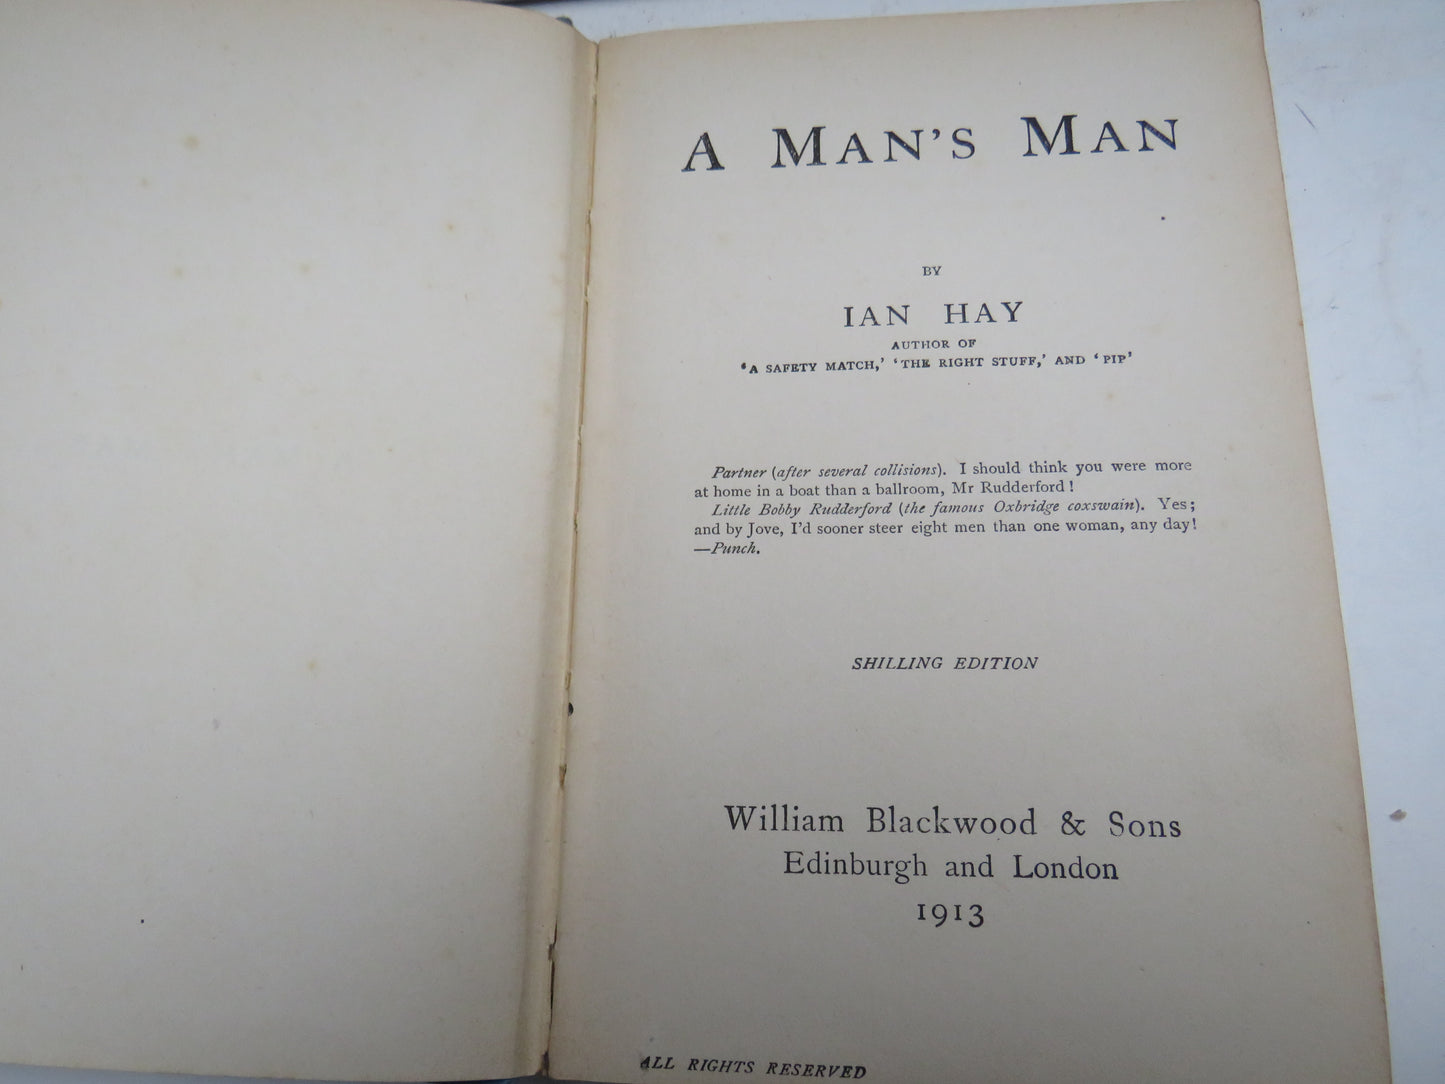 A MAN'S MAN
BY
IAN HAY
AUTHOR OF
'A SAFETY MATCH,' 'THE RIGHT STUFF,' AND 'PIP'
Partner (after several collisions). I should think you were more
at home in a boat than a ballroom, Mr Rudderford!
Little Bobby Rudderford (the famous Oxbridge coxswain). Yes;
and by Jove, I'd sooner steer eight men than one woman, any day!
—Punch.
SHILLING EDITION
William Blackwood & Sons
Edinburgh and London
1913
ALL RIGHTS RESERVED